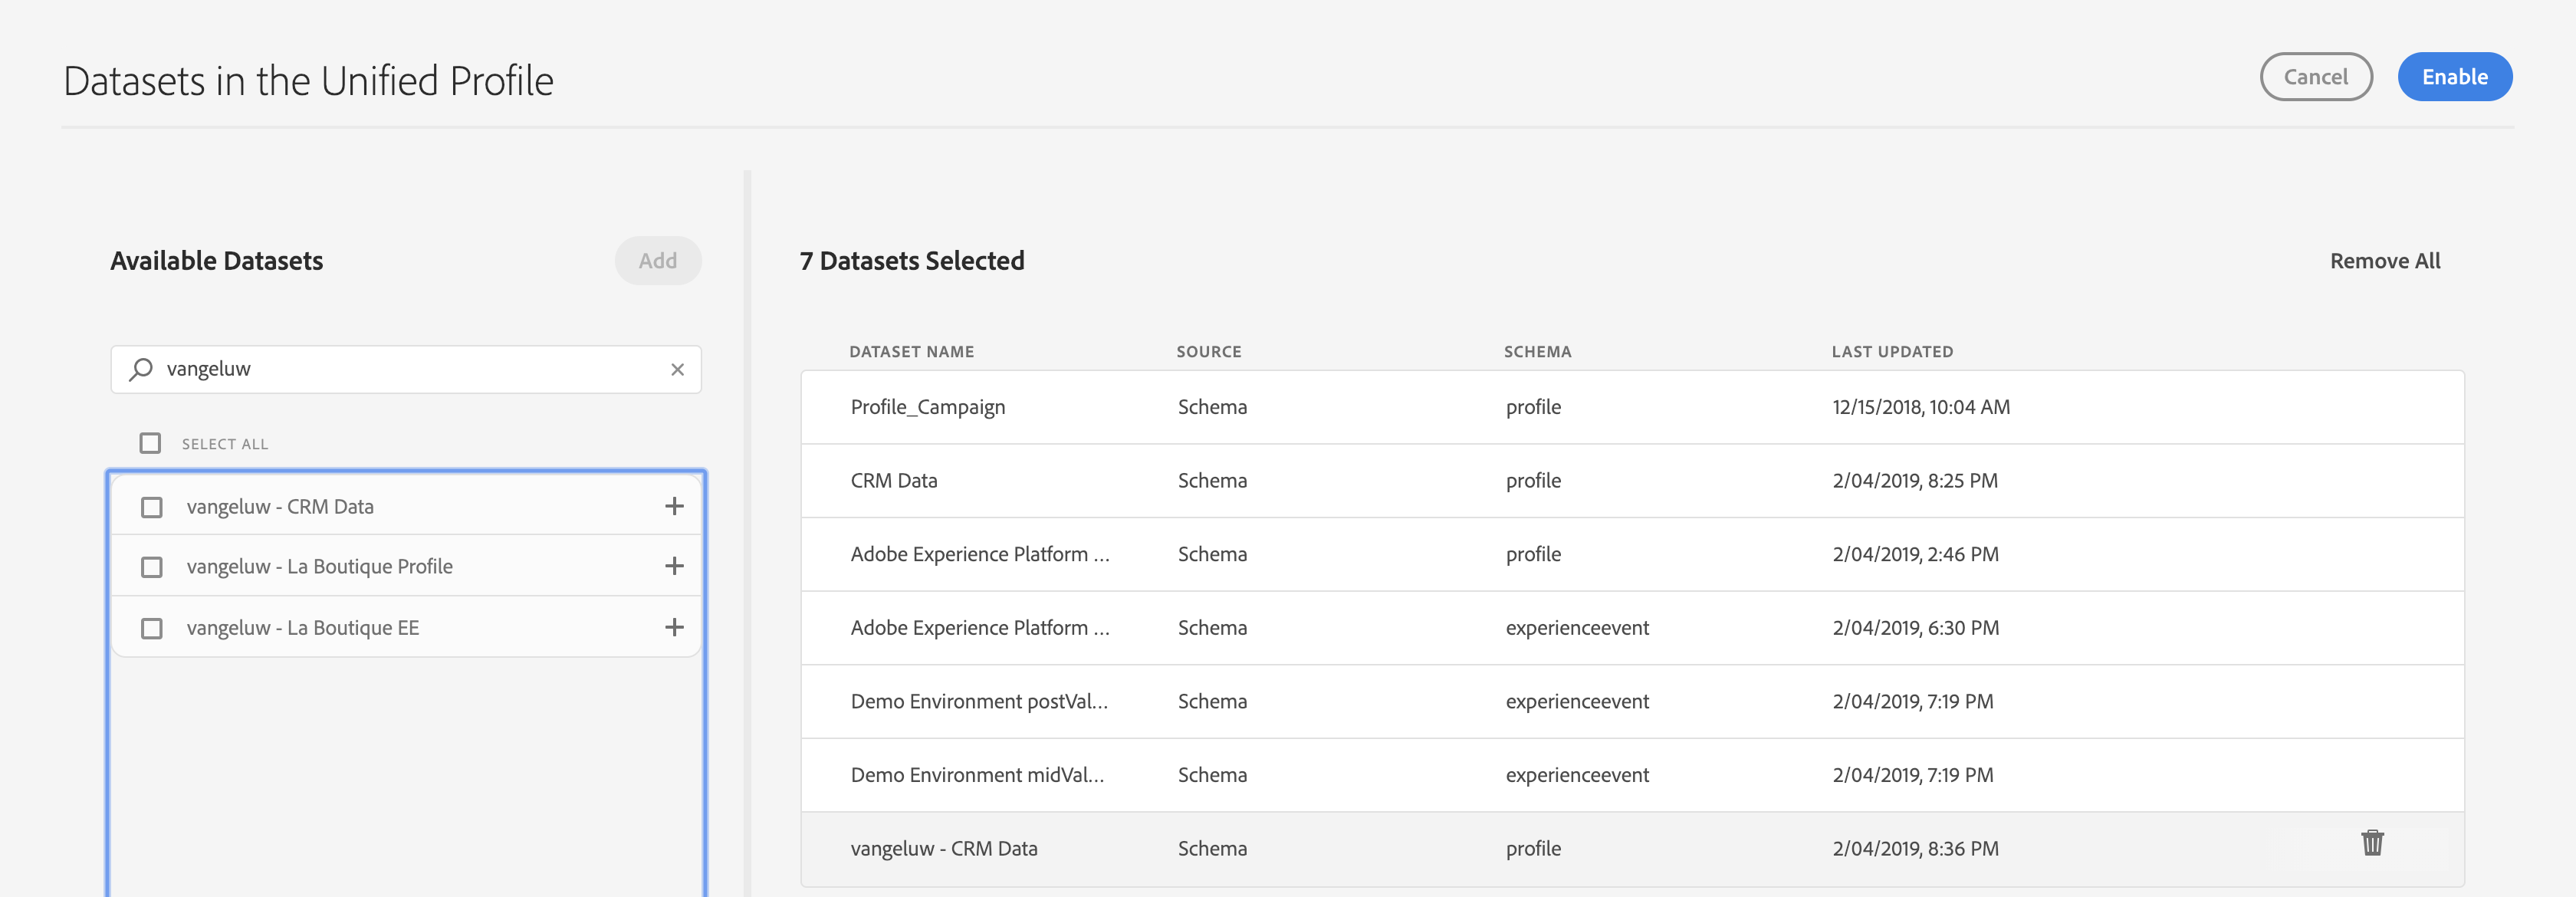 Datasets in the Unified Profile
Cancel
Enable
Available Datasets
Add
vangeluw
SELECT ALL
vangeluw - CRM Data
vangeluw - La Boutique Profile
vangeluw - La Boutique EE
7 Datasets Selected
Remove All
DATASET NAME SOURCE SCHEMA LAST UPDATED
Profile_Campaign Schema profile 12/15/2018, 10:04 AM
CRM Data Schema profile 2/04/2019, 8:25 PM
Adobe Experience Platform ... Schema profile 2/04/2019, 2:46 PM
Adobe Experience Platform ... Schema experienceevent 2/04/2019, 6:30 PM
Demo Environment postVal... Schema experienceevent 2/04/2019, 7:19 PM
Demo Environment midVal... Schema experienceevent 2/04/2019, 7:19 PM
vangeluw - CRM Data Schema profile 2/04/2019, 8:36 PM